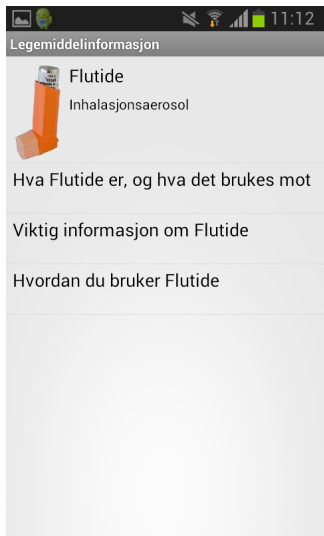 11:12
Legemiddelinformasjon
Flutide
Inhalasjonsaerosol
Hva Flutide er, og hva det brukes mot
Viktig informasjon om Flutide
Hvordan du bruker Flutide